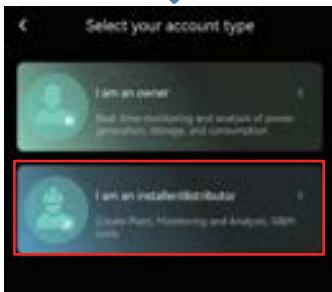 Select your account type
I am an owner
Real-time monitoring and analysis of power
generation, storage, and consumption
I am an installer/distributor
Create Plant, Monitoring and Analysis, O&M
tools